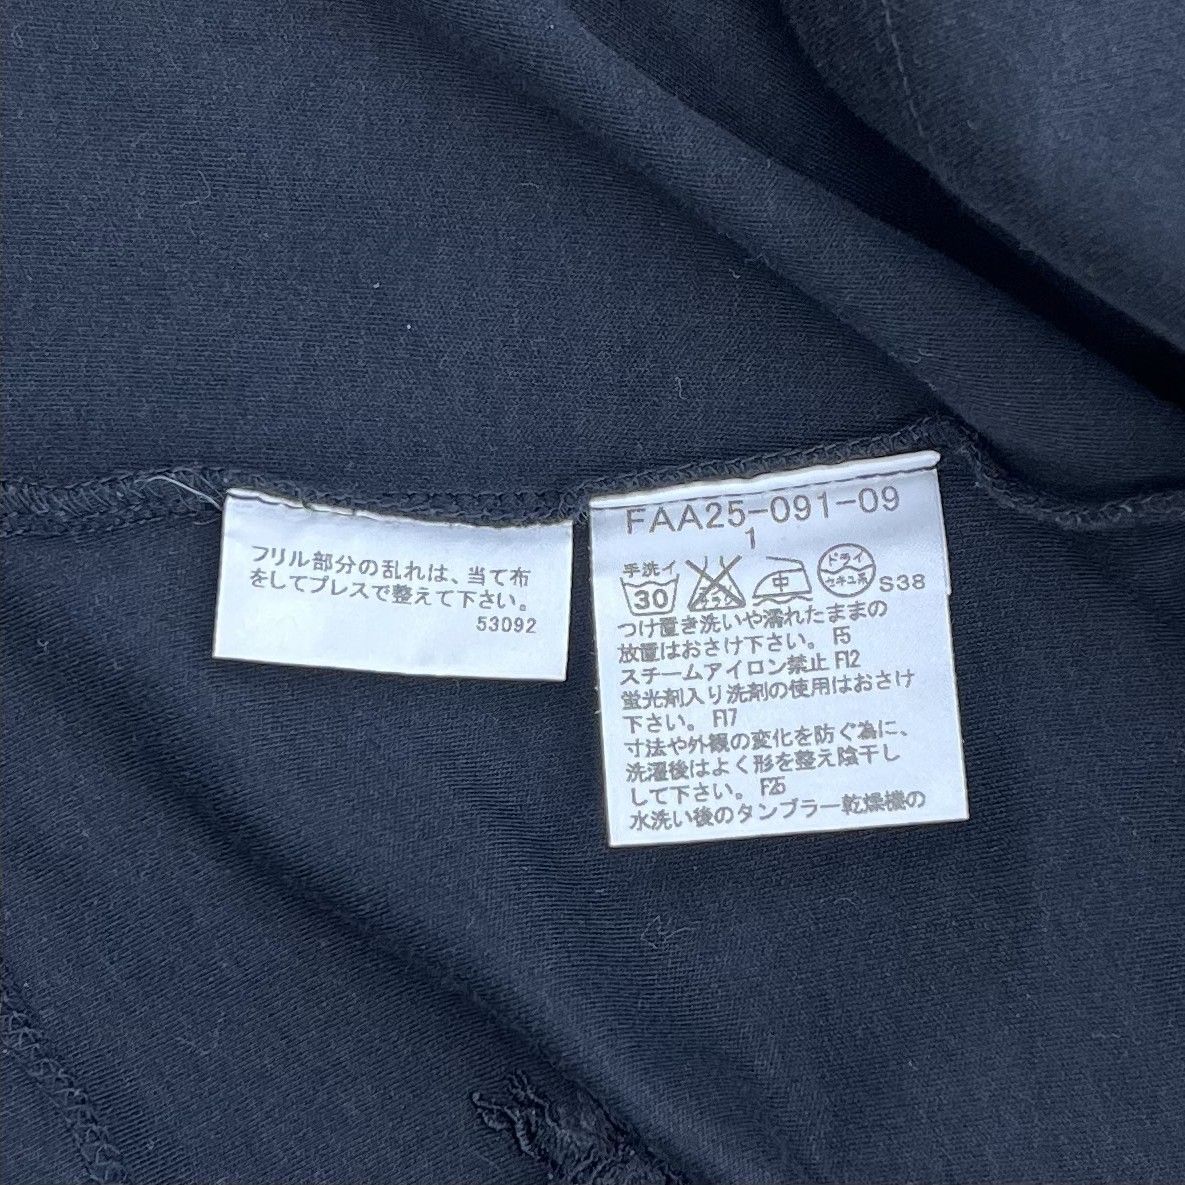 フリル部分の乱れは、当て布
をしてプレスで整えて下さい。
53092
FAA25-091-09
1
手洗イ
30
エンソサラシ
中
ドライ
セキユ系
S38
つけ置き洗いや濡れたままの
放置はおさけ下さい。 F5
スチームアイロン禁止 F12
蛍光剤入り洗剤の使用はおさけ
下さい。 F17
寸法や外観の変化を防ぐ為に、
洗濯後はよく形を整え陰干し
して下さい。 F25
水洗い後のタンブラー乾燥機の